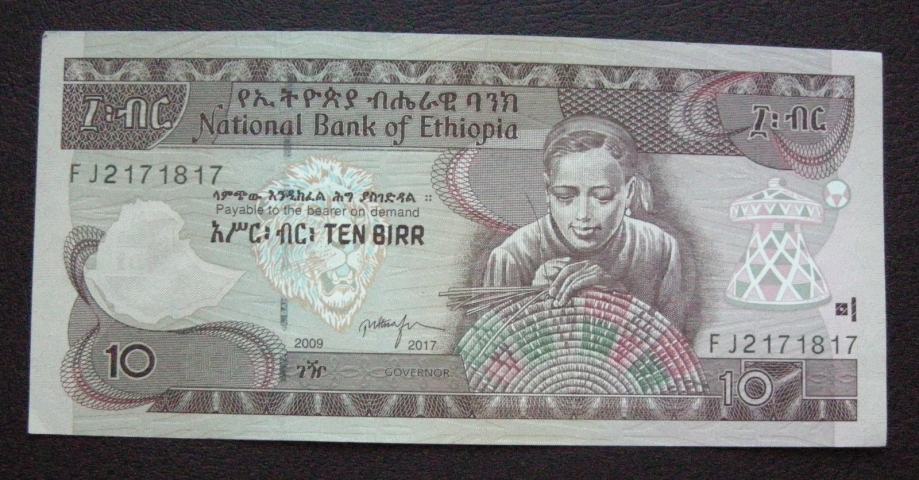 የኢትዮጵያ ብሔራዊ ባንክ
National Bank of Ethiopia
፲፡ብር
፲፡ብር
FJ2171817
ላምጭው እንዲከፈል ሕግ ያስገድዳል ።
Payable to the bearer on demand
አሥር፡ ብር፡ TEN BIRR
2009 2017
ገዥ GOVERNOR
FJ2171817
10
10